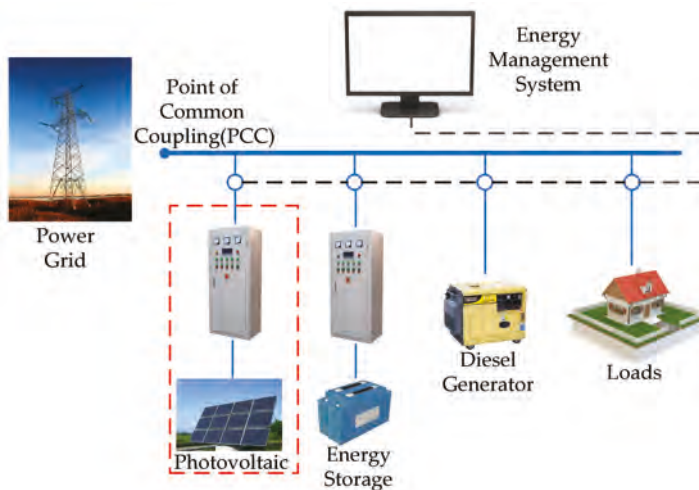 Energy
Management
System
Point of
Common
Coupling(PCC)
Power
Grid
Diesel
Generator
Loads
Photovoltaic
Energy
Storage